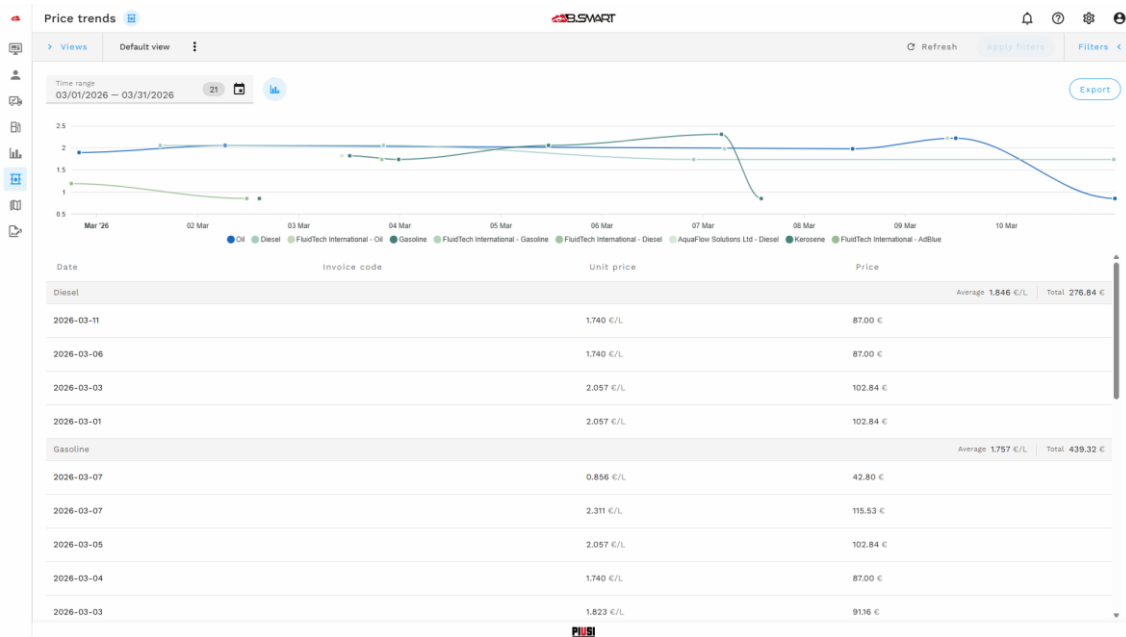 Price trends
B.SMART
Views
Default view
Refresh
Apply filters
Filters
Time range
03/01/2026 — 03/31/2026
21
Export
2.5
2
1.5
1
0.5
Mar '26 02 Mar 03 Mar 04 Mar 05 Mar 06 Mar 07 Mar 08 Mar 09 Mar 10 Mar
Oil Diesel FluidTech International - Oil Gasoline FluidTech International - Gasoline FluidTech International - Diesel AquaFlow Solutions Ltd - Diesel Kerosene FluidTech International - AdBlue
Date Invoice code Unit price Price
Diesel Average 1.846 €/L Total 276.84 €
2026-03-11 1.740 €/L 87.00 €
2026-03-06 1.740 €/L 87.00 €
2026-03-03 2.057 €/L 102.84 €
2026-03-01 2.057 €/L 102.84 €
Gasoline Average 1.757 €/L Total 439.32 €
2026-03-07 0.856 €/L 42.80 €
2026-03-07 2.311 €/L 115.53 €
2026-03-05 2.057 €/L 102.84 €
2026-03-04 1.740 €/L 87.00 €
2026-03-03 1.823 €/L 91.16 €
PIUSI